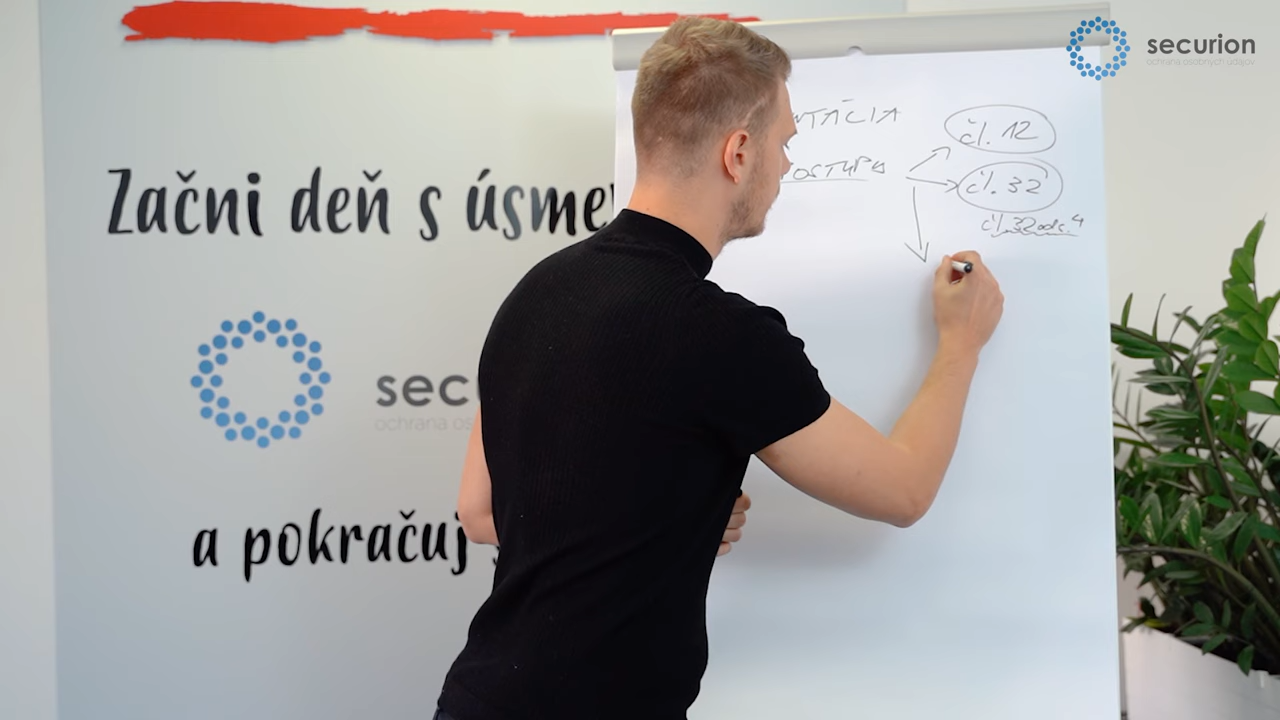 Začni deň s úsme
sec
ochrana os
a pokračuj
NTÁCIA
POSTUPY
čl. 12
čl. 32
čl. 32 ods. 4
securion
ochrana osobných údajov